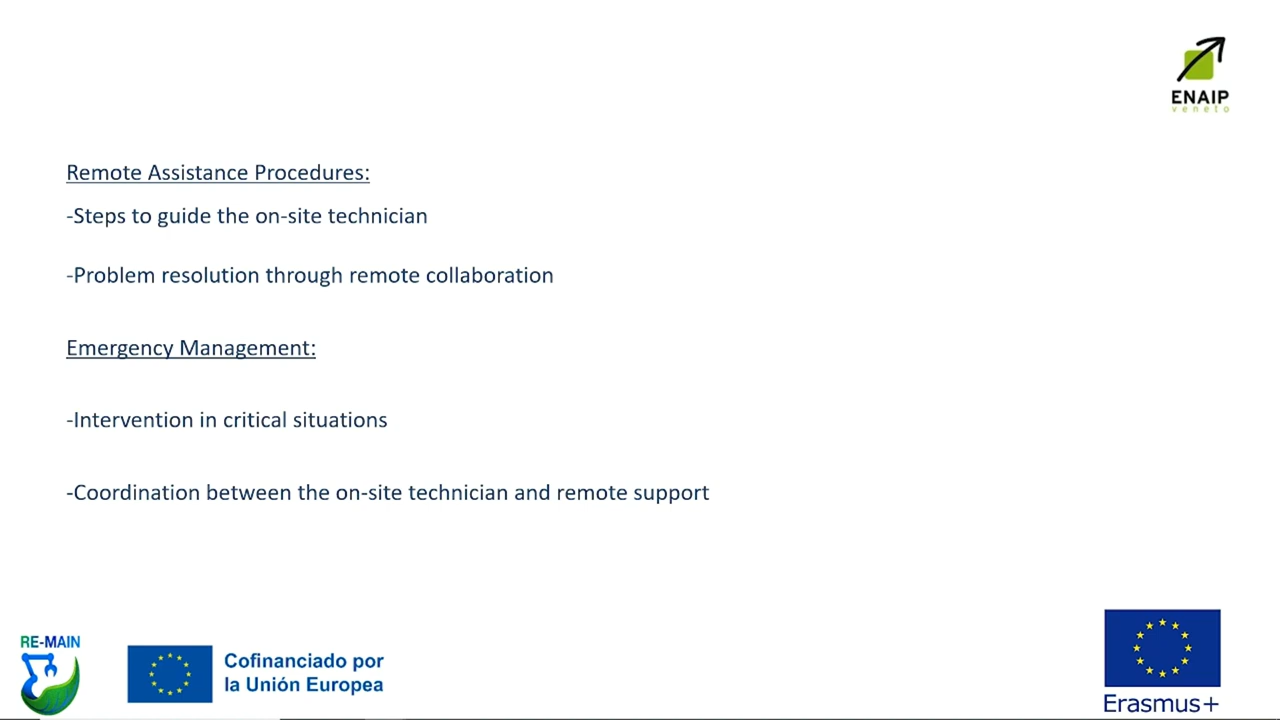 ENAIP
veneto
Remote Assistance Procedures:
-Steps to guide the on-site technician
-Problem resolution through remote collaboration
Emergency Management:
-Intervention in critical situations
-Coordination between the on-site technician and remote support
RE-MAIN
Cofinanciado por
la Unión Europea
Erasmus+